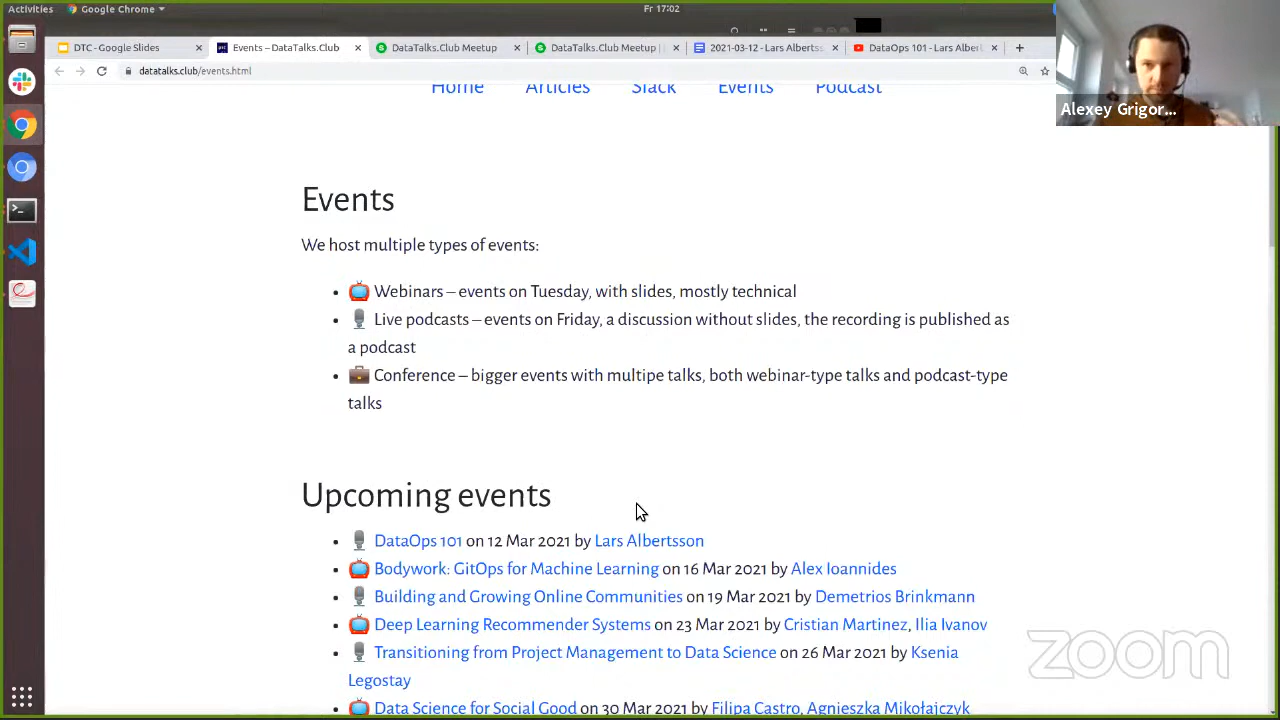 Activities
Google Chrome
Fr 17:02
DTC - Google Slides
Events – DataTalks.Club
DataTalks.Club Meetup
DataTalks.Club Meetup |
2021-03-12 - Lars Albertss
DataOps 101 - Lars Alber
datatalks.club/events.html
Home Articles Slack Events Podcast
Alexey Grigor...
Events
We host multiple types of events:
Webinars – events on Tuesday, with slides, mostly technical
Live podcasts – events on Friday, a discussion without slides, the recording is published as
a podcast
Conference – bigger events with multipe talks, both webinar-type talks and podcast-type
talks
Upcoming events
DataOps 101 on 12 Mar 2021 by Lars Albertsson
Bodywork: GitOps for Machine Learning on 16 Mar 2021 by Alex Ioannides
Building and Growing Online Communities on 19 Mar 2021 by Demetrios Brinkmann
Deep Learning Recommender Systems on 23 Mar 2021 by Cristian Martinez, Ilia Ivanov
Transitioning from Project Management to Data Science on 26 Mar 2021 by Ksenia
Legostay
Data Science for Social Good on 30 Mar 2021 by Filipa Castro, Agnieszka Mikołajczyk
zoom